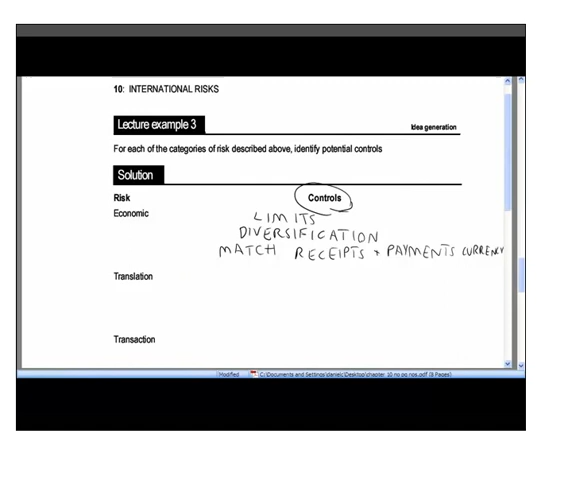 10: INTERNATIONAL RISKS
Lecture example 3
Idea generation
For each of the categories of risk described above, identify potential controls
Solution
Risk Controls
Economic
LIMITS
DIVERSIFICATION
MATCH RECEIPTS + PAYMENTS CURRENCY
Translation
Transaction
Modified C:\Documents and Settings\danielc\Desktop\chapter 10 no pg nos.pdf (8 Pages)